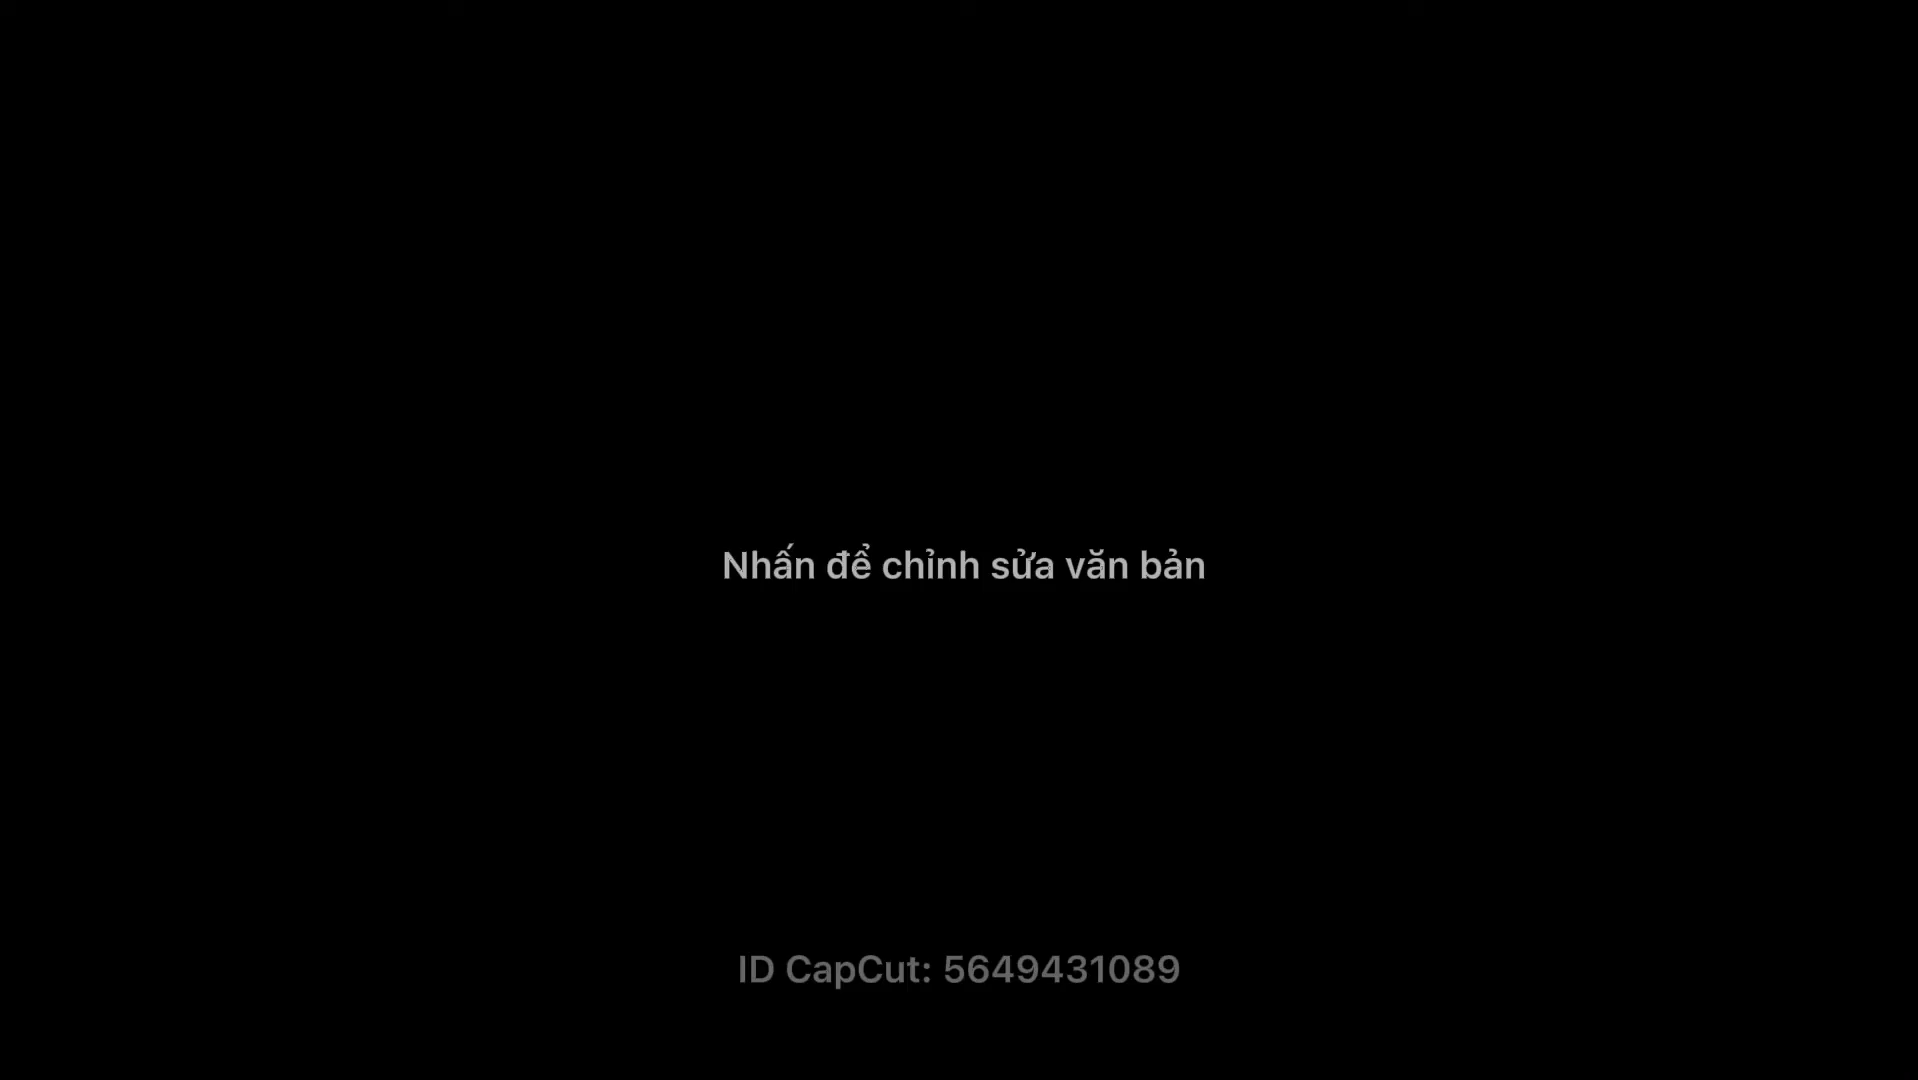 Nhấn để chỉnh sửa văn bản
ID CapCut: 5649431089